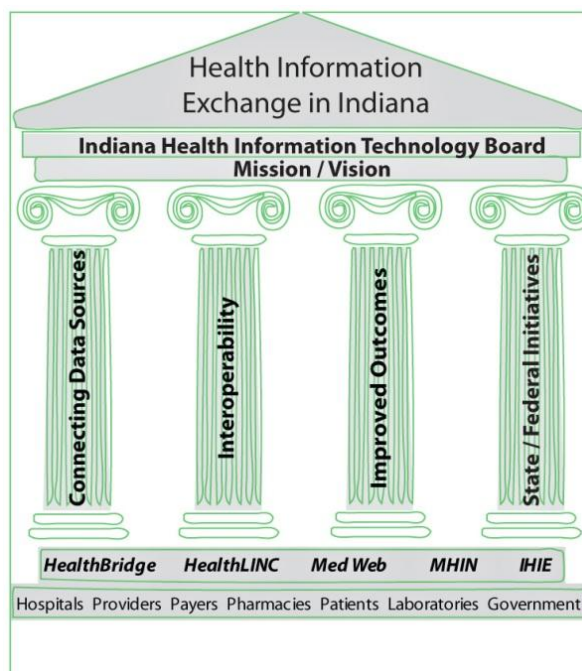 Health Information
Exchange in Indiana
Indiana Health Information Technology Board
Mission / Vision
Connecting Data Sources
Interoperability
Improved Outcomes
State / Federal Initiatives
HealthBridge HealthLINC Med Web MHIN IHIE
Hospitals Providers Payers Pharmacies Patients Laboratories Government